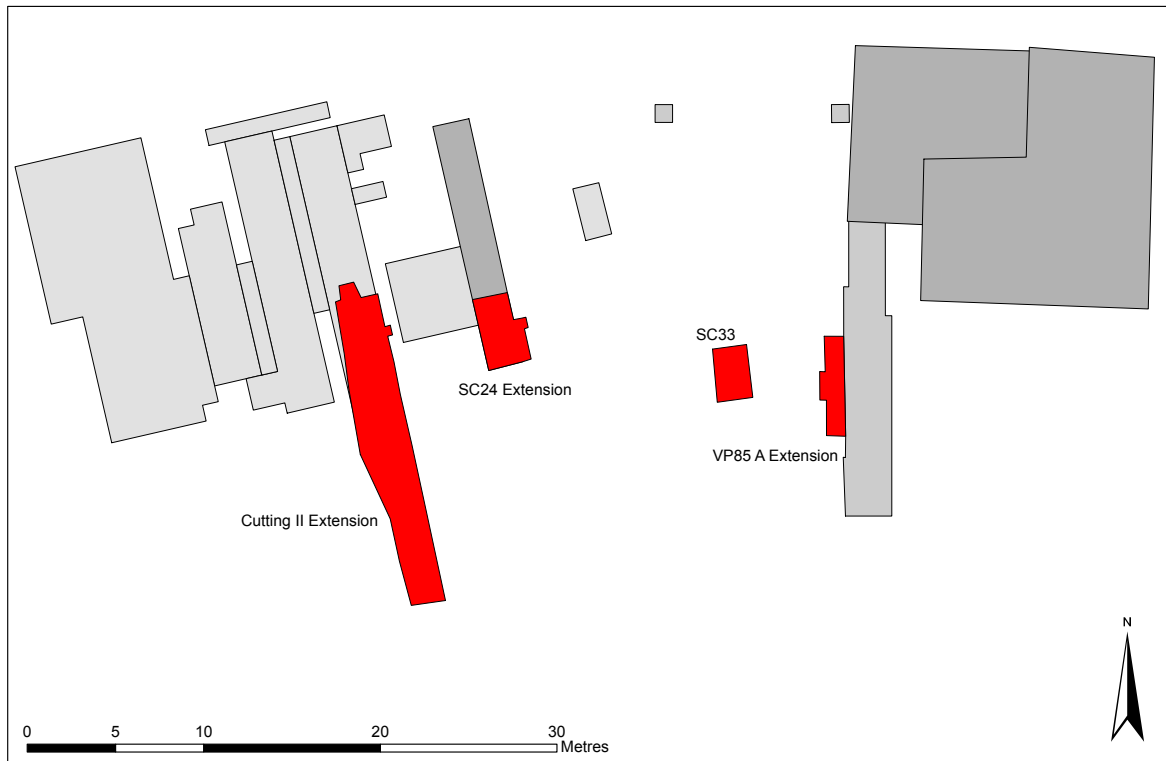 SC33
SC24 Extension
VP85 A Extension
Cutting II Extension
N
0 5 10 20 30
Metres